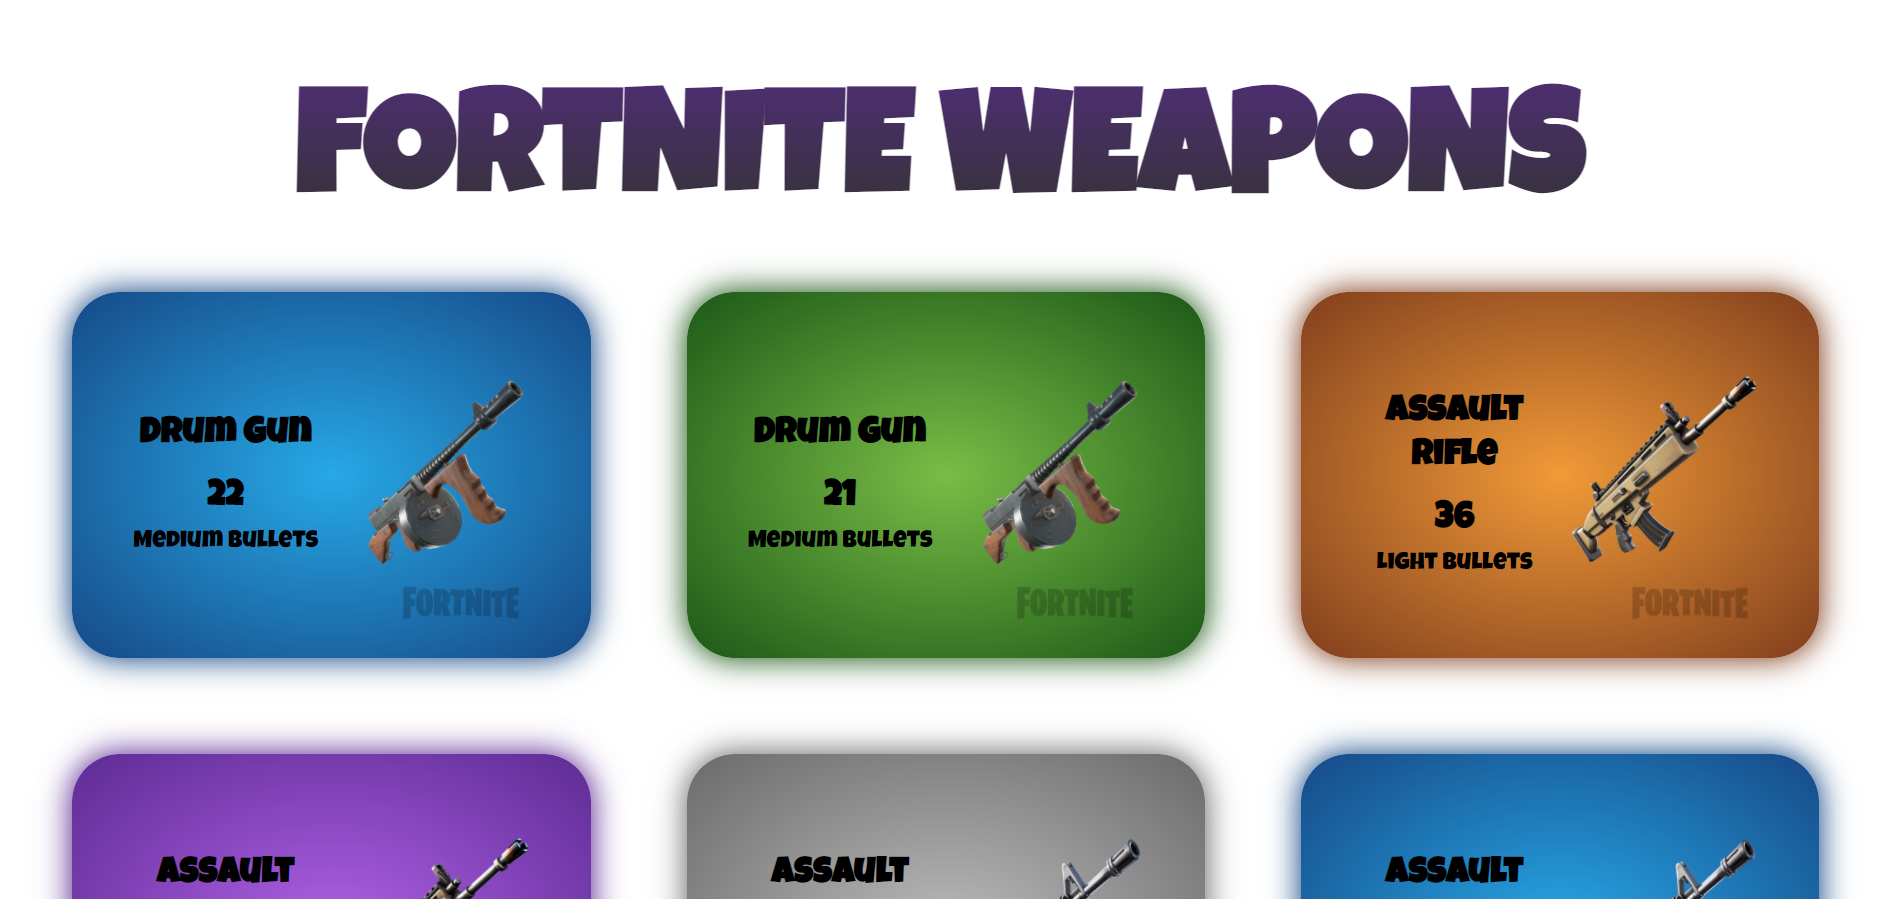 FORTNITE WEAPONS
Drum Gun
22
Medium Bullets
FORTNITE
Drum Gun
21
Medium Bullets
FORTNITE
Assault
Rifle
36
Light Bullets
FORTNITE
Assault
Assault
Assault